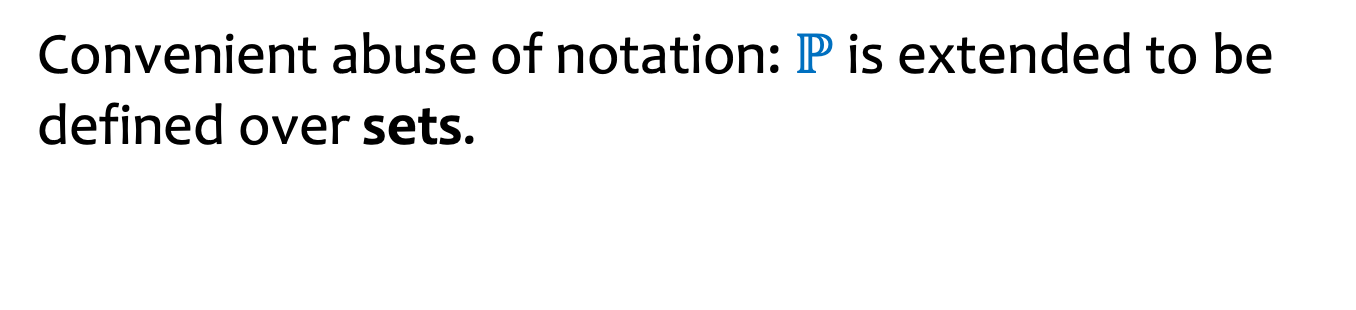 Convenient abuse of notation: ℙ is extended to be
defined over sets.